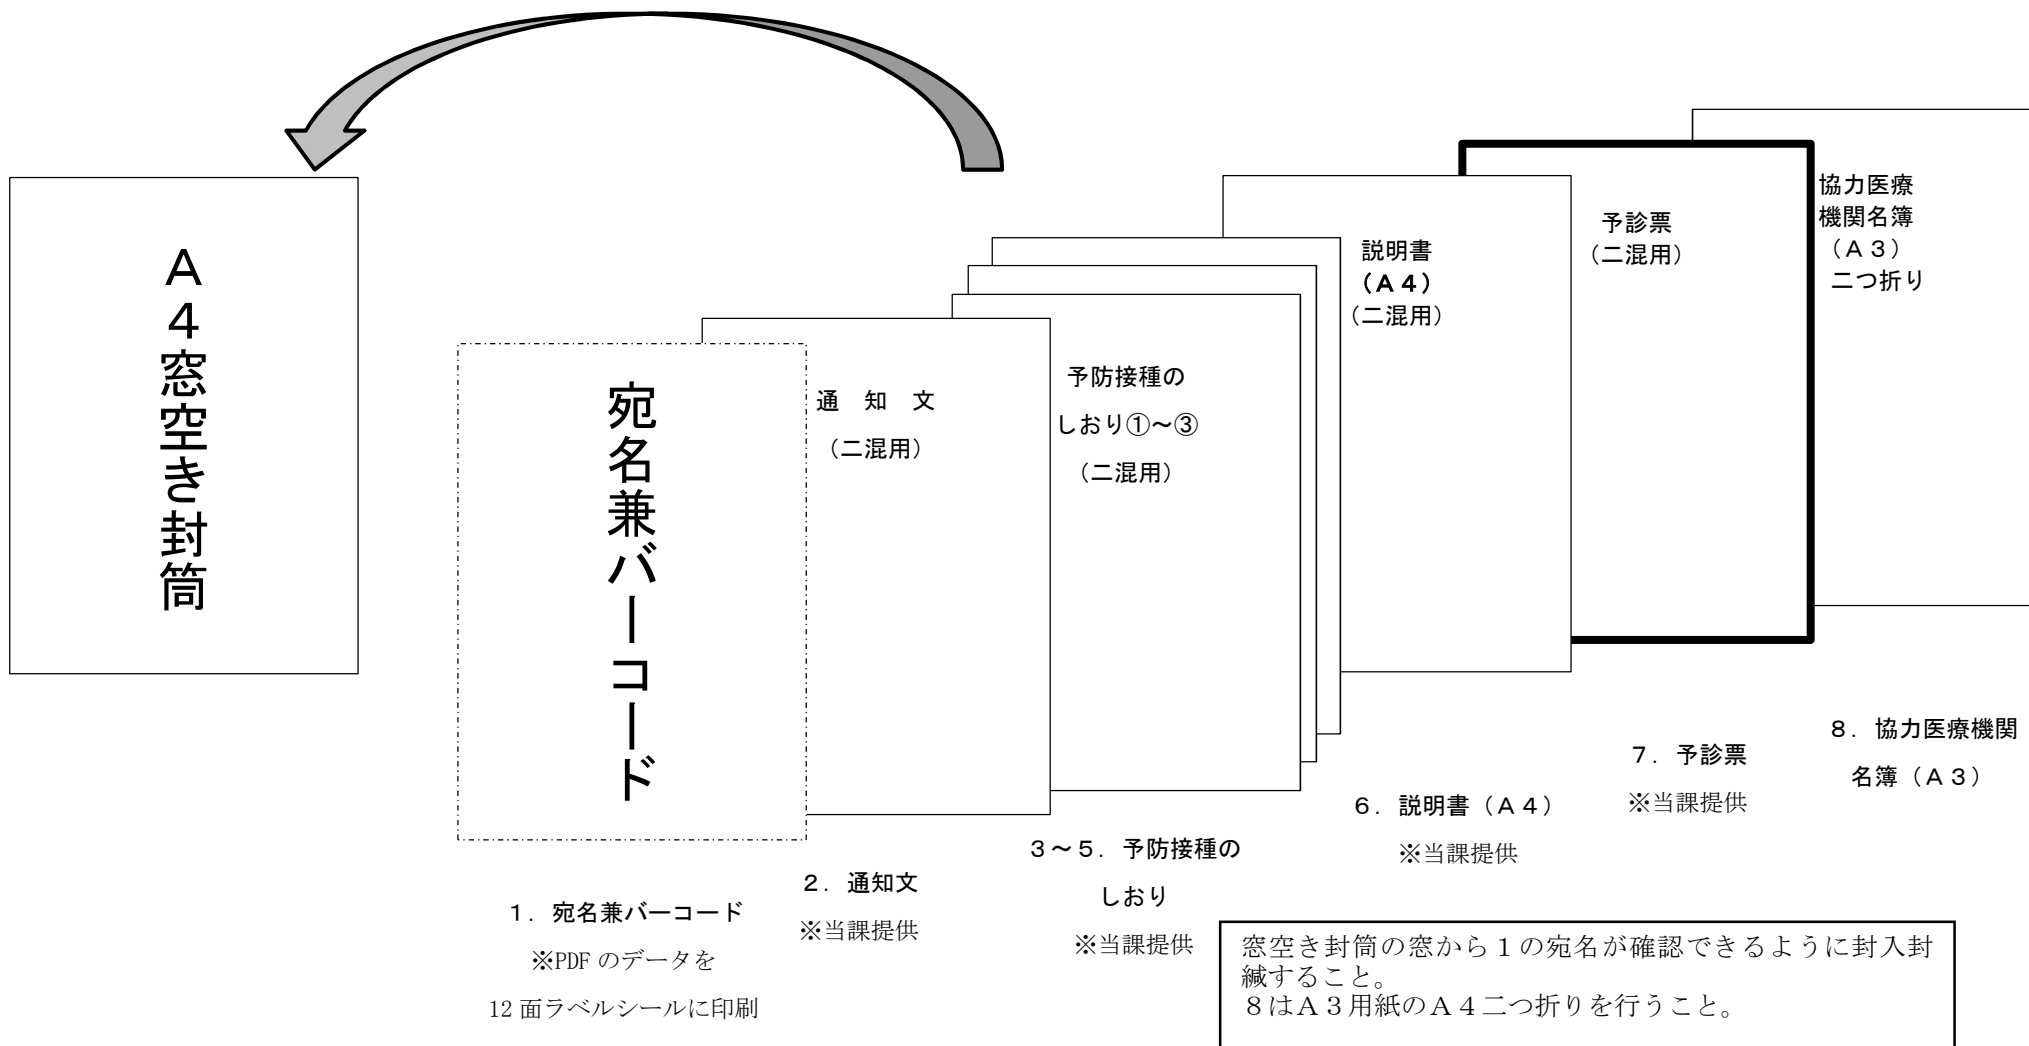 A4窓空き封筒
宛名兼バーコード
通　知　文
（二混用）
予防接種の
しおり①～③
（二混用）
説明書
（A４）
（二混用）
予診票
（二混用）
協力医療
機関名簿
（A３）
二つ折り
１．宛名兼バーコード
※PDF のデータを
12 面ラベルシールに印刷
２．通知文
※当課提供
３～５．予防接種の
しおり
※当課提供
６．説明書（A４）
※当課提供
７．予診票
※当課提供
８．協力医療機関
名簿（A３）
窓空き封筒の窓から１の宛名が確認できるように封入封
緘すること。
８はA３用紙のA４二つ折りを行うこと。